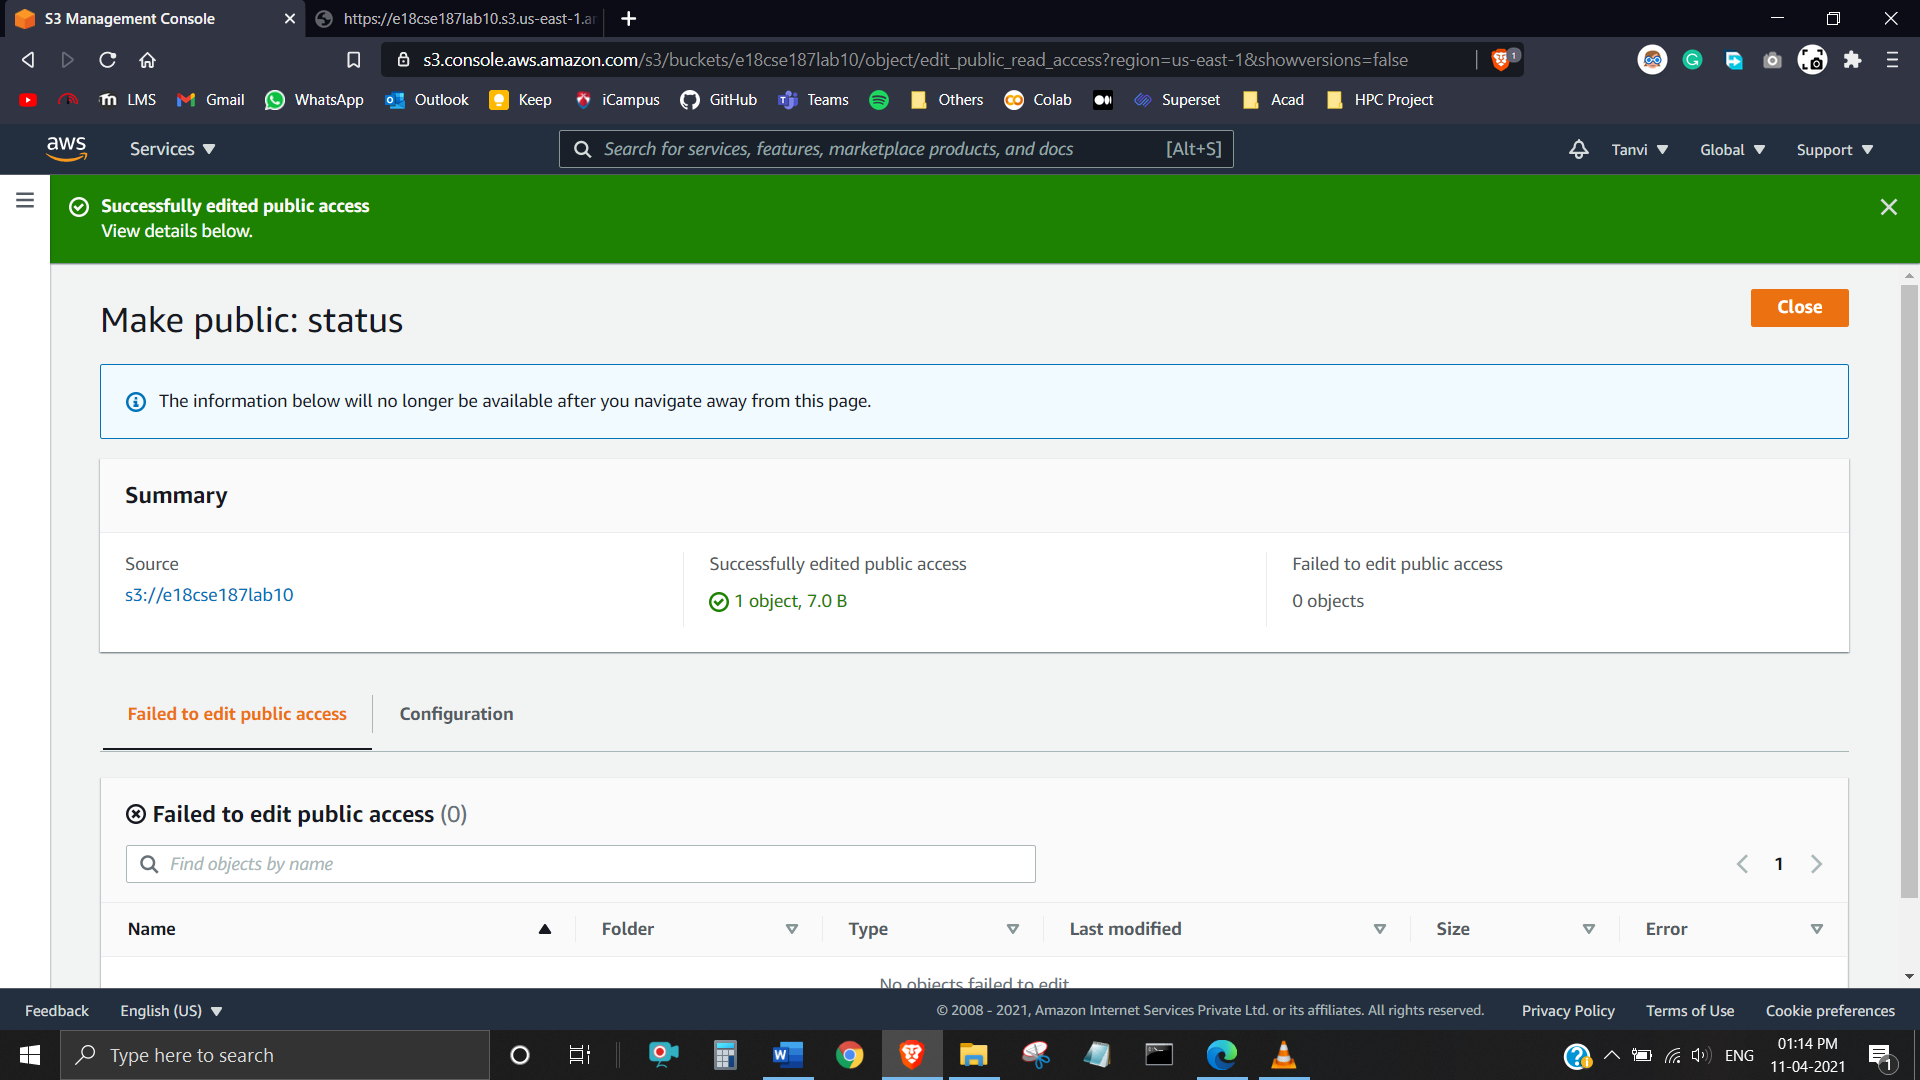 S3 Management Console
https://e18cse187lab10.s3.us-east-1.a
s3.console.aws.amazon.com/s3/buckets/e18cse187lab10/object/edit_public_read_access?region=us-east-1&showversions=false
1
LMS
Gmail
WhatsApp
Outlook
Keep
iCampus
GitHub
Teams
Others
Colab
Superset
Acad
HPC Project
aws
Services
Search for services, features, marketplace products, and docs
[Alt+S]
Tanvi
Global
Support
Successfully edited public access
View details below.
Make public: status
Close
The information below will no longer be available after you navigate away from this page.
Summary
Source
s3://e18cse187lab10
Successfully edited public access
1 object, 7.0 B
Failed to edit public access
0 objects
Failed to edit public access
Configuration
Failed to edit public access (0)
Find objects by name
1
Name
Folder
Type
Last modified
Size
Error
No objects failed to edit
Feedback
English (US)
© 2008 - 2021, Amazon Internet Services Private Ltd. or its affiliates. All rights reserved.
Privacy Policy
Terms of Use
Cookie preferences
Type here to search
ENG
01:14 PM
11-04-2021
1